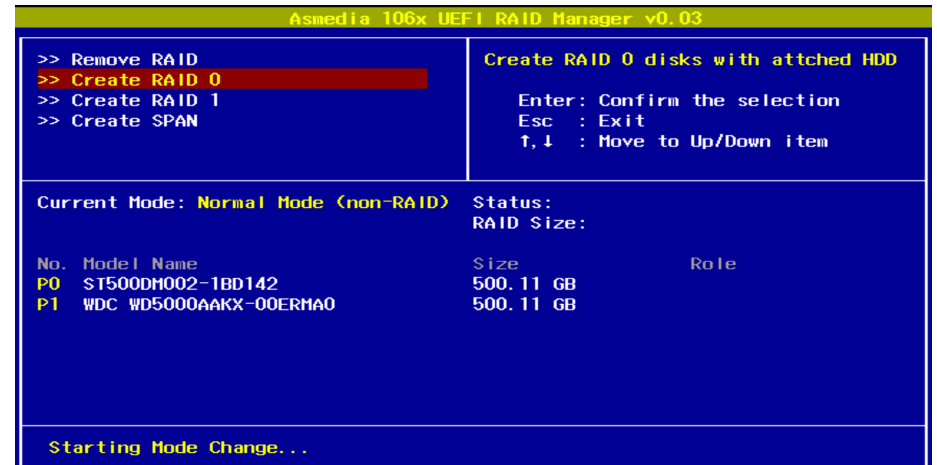 Asmedia 106x UEFI RAID Manager v0.03
>> Remove RAID
>> Create RAID 0
>> Create RAID 1
>> Create SPAN
Create RAID 0 disks with attched HDD
Enter: Confirm the selection
Esc : Exit
↑,↓ : Move to Up/Down item
Current Mode: Normal Mode (non-RAID)
Status:
RAID Size:
No. Model Name Size Role
P0 ST500DM002-1BD142 500.11 GB
P1 WDC WD5000AAKX-00ERMA0 500.11 GB
Starting Mode Change...